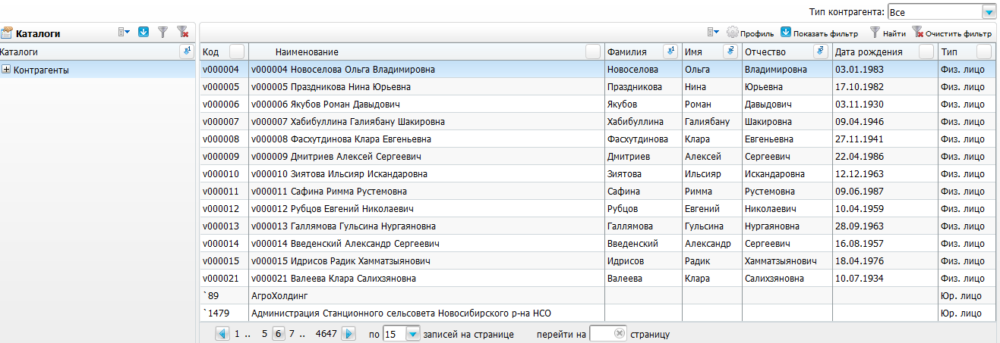 Тип контрагента: Все
Каталоги
Профиль Показать фильтр Найти Очистить фильтр
Каталоги 1
Код Наименование Фамилия 1 Имя 2 Отчество 3 Дата рождения Тип
Контрагенты
v000004 v000004 Новоселова Ольга Владимировна Новоселова Ольга Владимировна 03.01.1983 Физ. лицо
v000005 v000005 Праздникова Нина Юрьевна Праздникова Нина Юрьевна 17.10.1982 Физ. лицо
v000006 v000006 Якубов Роман Давыдович Якубов Роман Давыдович 03.11.1930 Физ. лицо
v000007 v000007 Хабибуллина Галиябану Шакировна Хабибуллина Галиябану Шакировна 09.04.1946 Физ. лицо
v000008 v000008 Фасхутдинова Клара Евгеньевна Фасхутдинова Клара Евгеньевна 27.11.1941 Физ. лицо
v000009 v000009 Дмитриев Алексей Сергеевич Дмитриев Алексей Сергеевич 22.04.1986 Физ. лицо
v000010 v000010 Зиятова Ильсияр Искандаровна Зиятова Ильсияр Искандаровна 12.12.1963 Физ. лицо
v000011 v000011 Сафина Римма Рустемовна Сафина Римма Рустемовна 09.06.1987 Физ. лицо
v000012 v000012 Рубцов Евгений Николаевич Рубцов Евгений Николаевич 10.04.1959 Физ. лицо
v000013 v000013 Галлямова Гульсина Нургаяновна Галлямова Гульсина Нургаяновна 28.09.1963 Физ. лицо
v000014 v000014 Введенский Александр Сергеевич Введенский Александр Сергеевич 16.08.1957 Физ. лицо
v000015 v000015 Идрисов Радик Хамматзыянович Идрисов Радик Хамматзыянович 18.04.1976 Физ. лицо
v000021 v000021 Валеева Клара Салихзяновна Валеева Клара Салихзяновна 10.07.1934 Физ. лицо
`89 АгроХолдинг Юр. лицо
`1479 Администрация Станционного сельсовета Новосибирского р-на НСО Юр. лицо
1 .. 5 6 7 .. 4647 по 15 записей на странице перейти на страницу